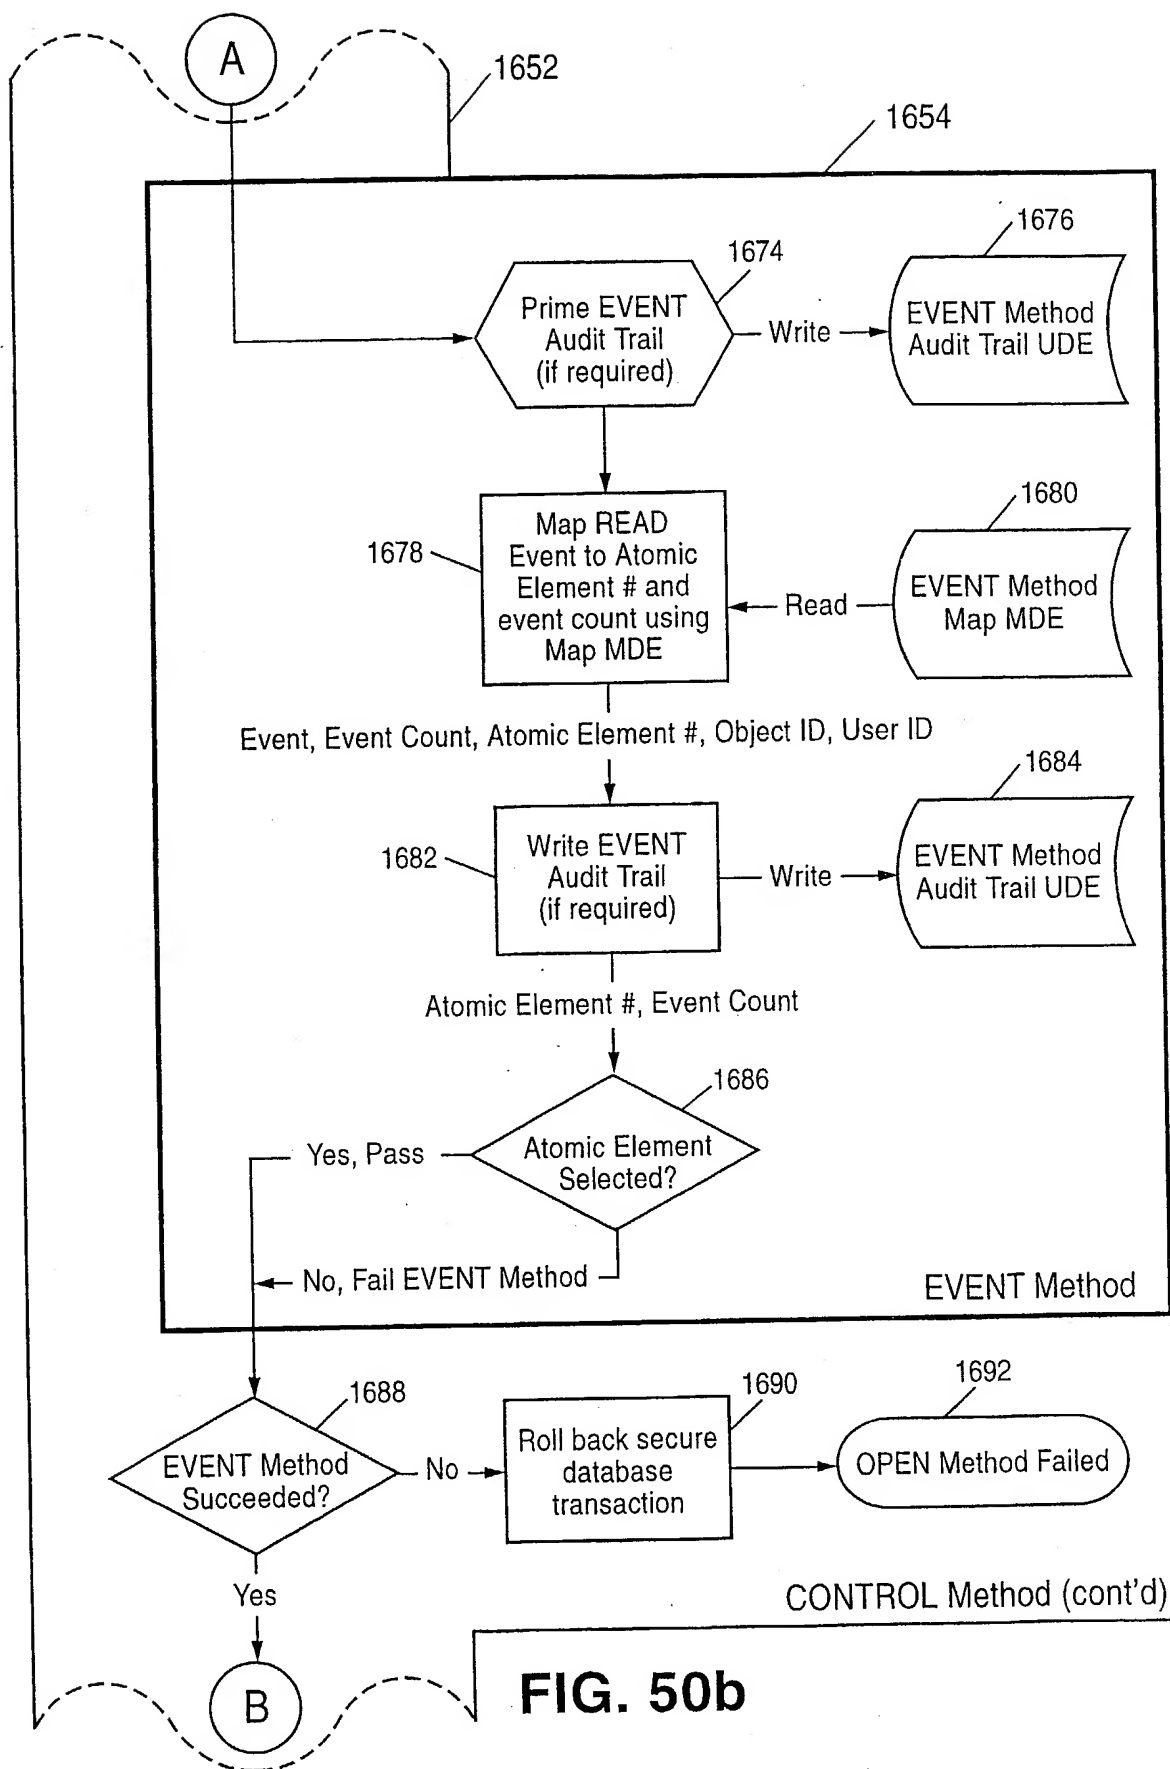 A
1652
1654
1674
1676
Prime EVENT
Audit Trail
(if required)
Write
EVENT Method
Audit Trail UDE
1678
Map READ
Event to Atomic
Element # and
event count using
Map MDE
Read
1680
EVENT Method
Map MDE
Event, Event Count, Atomic Element #, Object ID, User ID
1682
Write EVENT
Audit Trail
(if required)
Write
1684
EVENT Method
Audit Trail UDE
Atomic Element #, Event Count
1686
Atomic Element
Selected?
Yes, Pass
No, Fail EVENT Method
EVENT Method
1688
EVENT Method
Succeeded?
No
1690
Roll back secure
database
transaction
1692
OPEN Method Failed
Yes
CONTROL Method (cont'd)
B
FIG. 50b